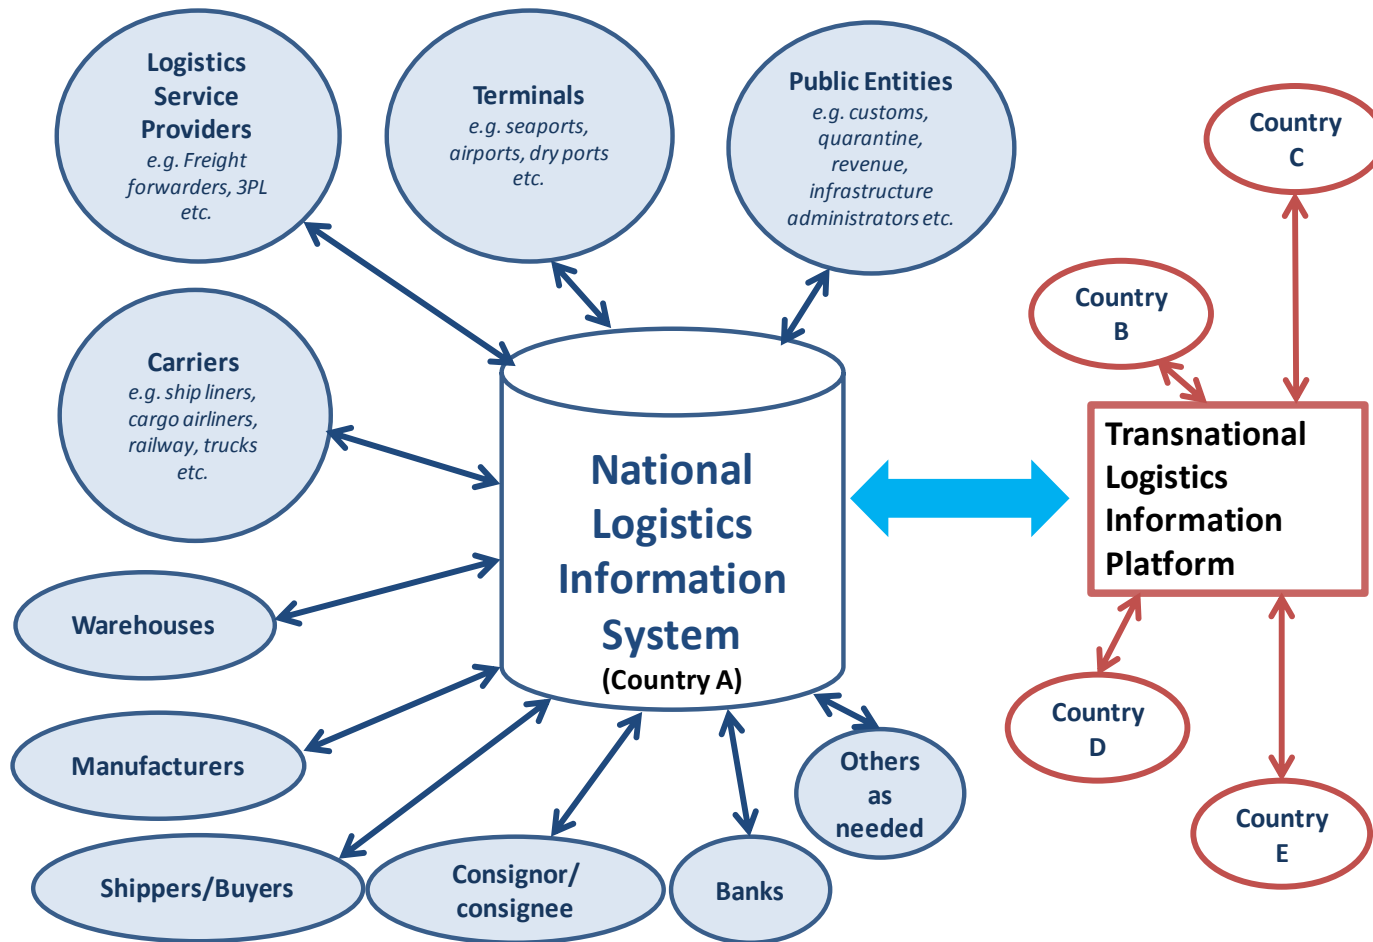 Logistics
Service
Providers
e.g. Freight
forwarders, 3PL
etc.
Terminals
e.g. seaports,
airports, dry ports
etc.
Public Entities
e.g. customs,
quarantine,
revenue,
infrastructure
administrators etc.
Country
C
Country
B
Carriers
e.g. ship liners,
cargo airliners,
railway, trucks
etc.
National
Logistics
Information
System
(Country A)
Transnational
Logistics
Information
Platform
Warehouses
Manufacturers
Shippers/Buyers
Consignor/
consignee
Banks
Others
as
needed
Country
D
Country
E